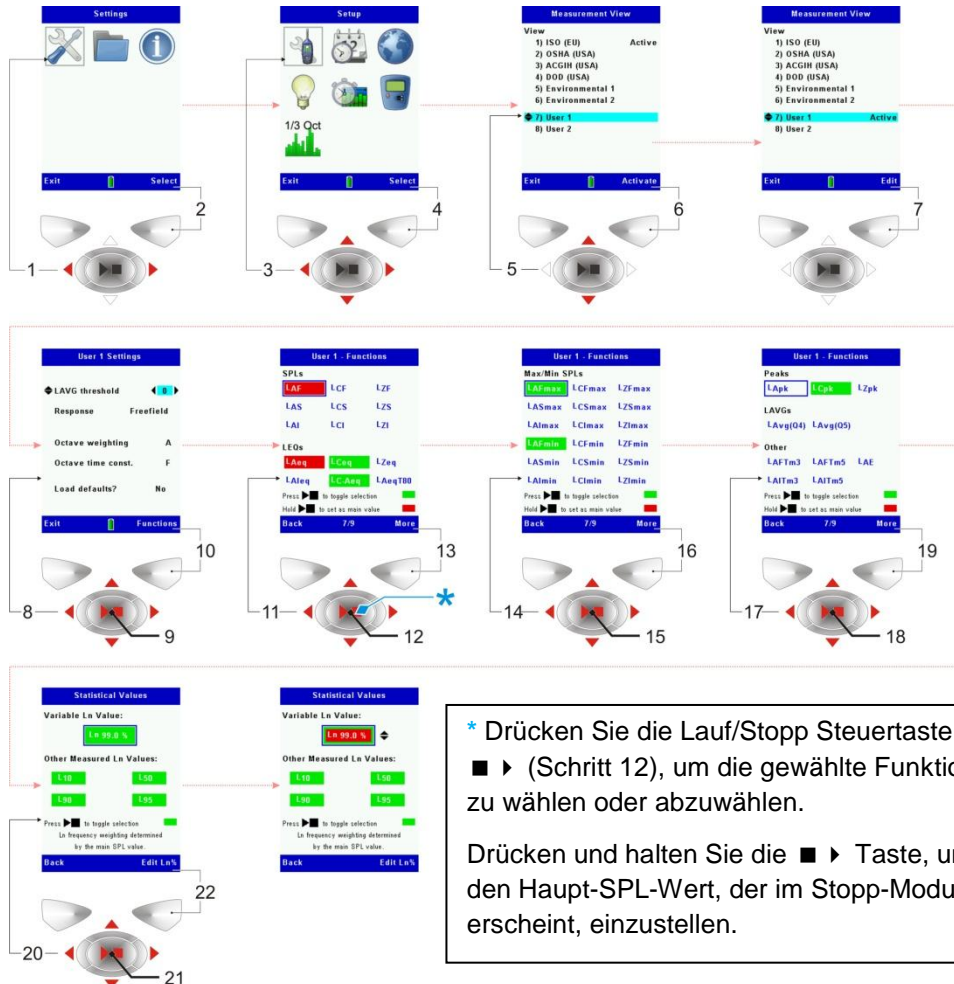 Settings
Exit Select
2
1
Setup
1/3 Oct
Exit Select
4
3
Measurement View
View
1) ISO (EU) Active
2) OSHA (USA)
3) ACGIH (USA)
4) DOD (USA)
5) Environmental 1
6) Environmental 2
7) User 1
8) User 2
Exit Activate
6
5
Measurement View
View
1) ISO (EU)
2) OSHA (USA)
3) ACGIH (USA)
4) DOD (USA)
5) Environmental 1
6) Environmental 2
7) User 1 Active
8) User 2
Exit Edit
7
User 1 Settings
LAVG threshold 0
Response Freefield
Octave weighting A
Octave time const. F
Load defaults? No
Exit Functions
10
8
9
User 1 - Functions
SPLs
LAF LCF LZF
LAS LCS LZS
LAI LCI LZI
LEQs
LAeq LCeq LZeq
LAIeq LC-Aeq LAeqT80
Press ▶■ to toggle selection
Hold ▶■ to set as main value
Back 7/9 More
13
11
*
12
User 1 - Functions
Max/Min SPLs
LAFmax LCFmax LZFmax
LASmax LCSmax LZSmax
LAImax LCImax LZImax
LAFmin LCFmin LZFmin
LASmin LCSmin LZSmin
LAImin LCImin LZImin
Press ▶■ to toggle selection
Hold ▶■ to set as main value
Back 7/9 More
16
14
15
User 1 - Functions
Peaks
LApk LCpk LZpk
LAVGs
LAvg(Q4) LAvg(Q5)
Other
LAFTm3 LAFTm5 LAE
LAITm3 LAITm5
Press ▶■ to toggle selection
Hold ▶■ to set as main value
Back 7/9 More
19
17
18
Statistical Values
Variable Ln Value:
Ln 99.0 %
Other Measured Ln Values:
L10 L50
L90 L95
Press ▶■ to toggle selection
Ln frequency weighting determined
by the main SPL value.
Back Edit Ln%
22
20
21
Statistical Values
Variable Ln Value:
Ln 99.0 %
Other Measured Ln Values:
L10 L50
L90 L95
Press ▶■ to toggle selection
Ln frequency weighting determined
by the main SPL value.
Back Edit Ln%
* Drücken Sie die Lauf/Stopp Steuertaste
■ ▶ (Schritt 12), um die gewählte Funktio
zu wählen oder abzuwählen.
Drücken und halten Sie die ■ ▶ Taste, u
den Haupt-SPL-Wert, der im Stopp-Modu
erscheint, einzustellen.